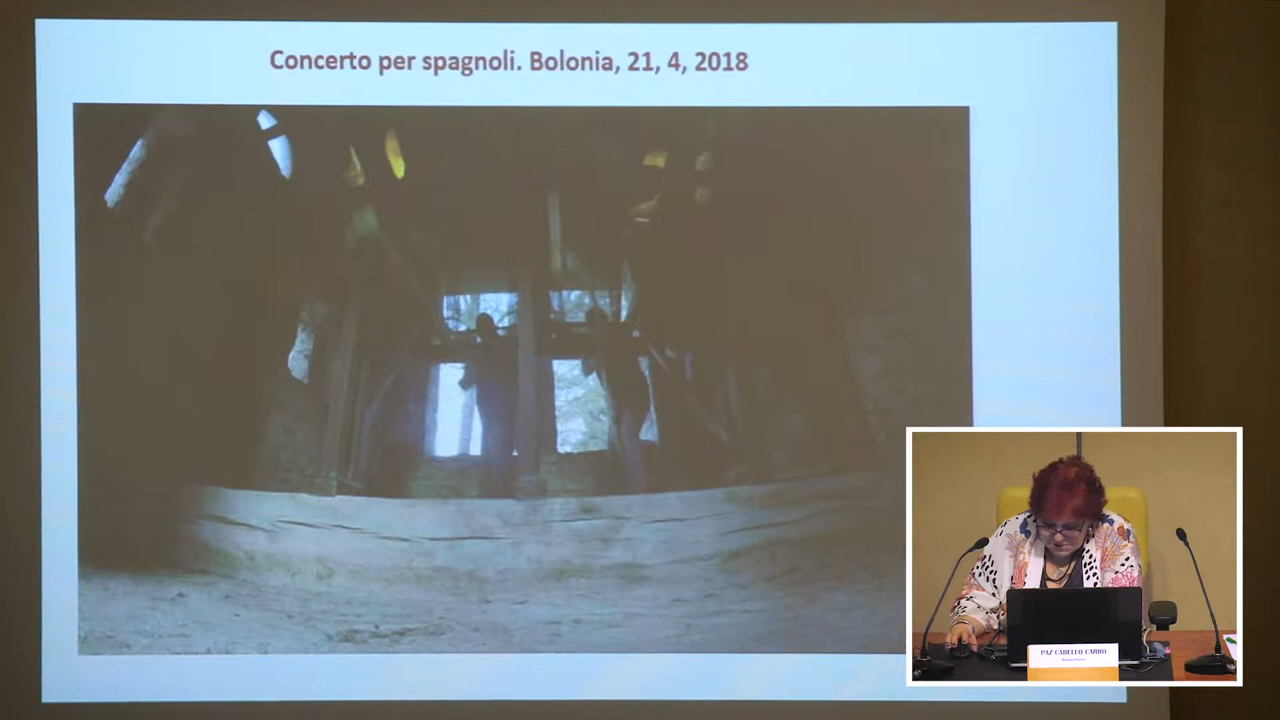 Concerto per spagnoli. Bolonia, 21, 4, 2018
PAZ CABELLO CARRO